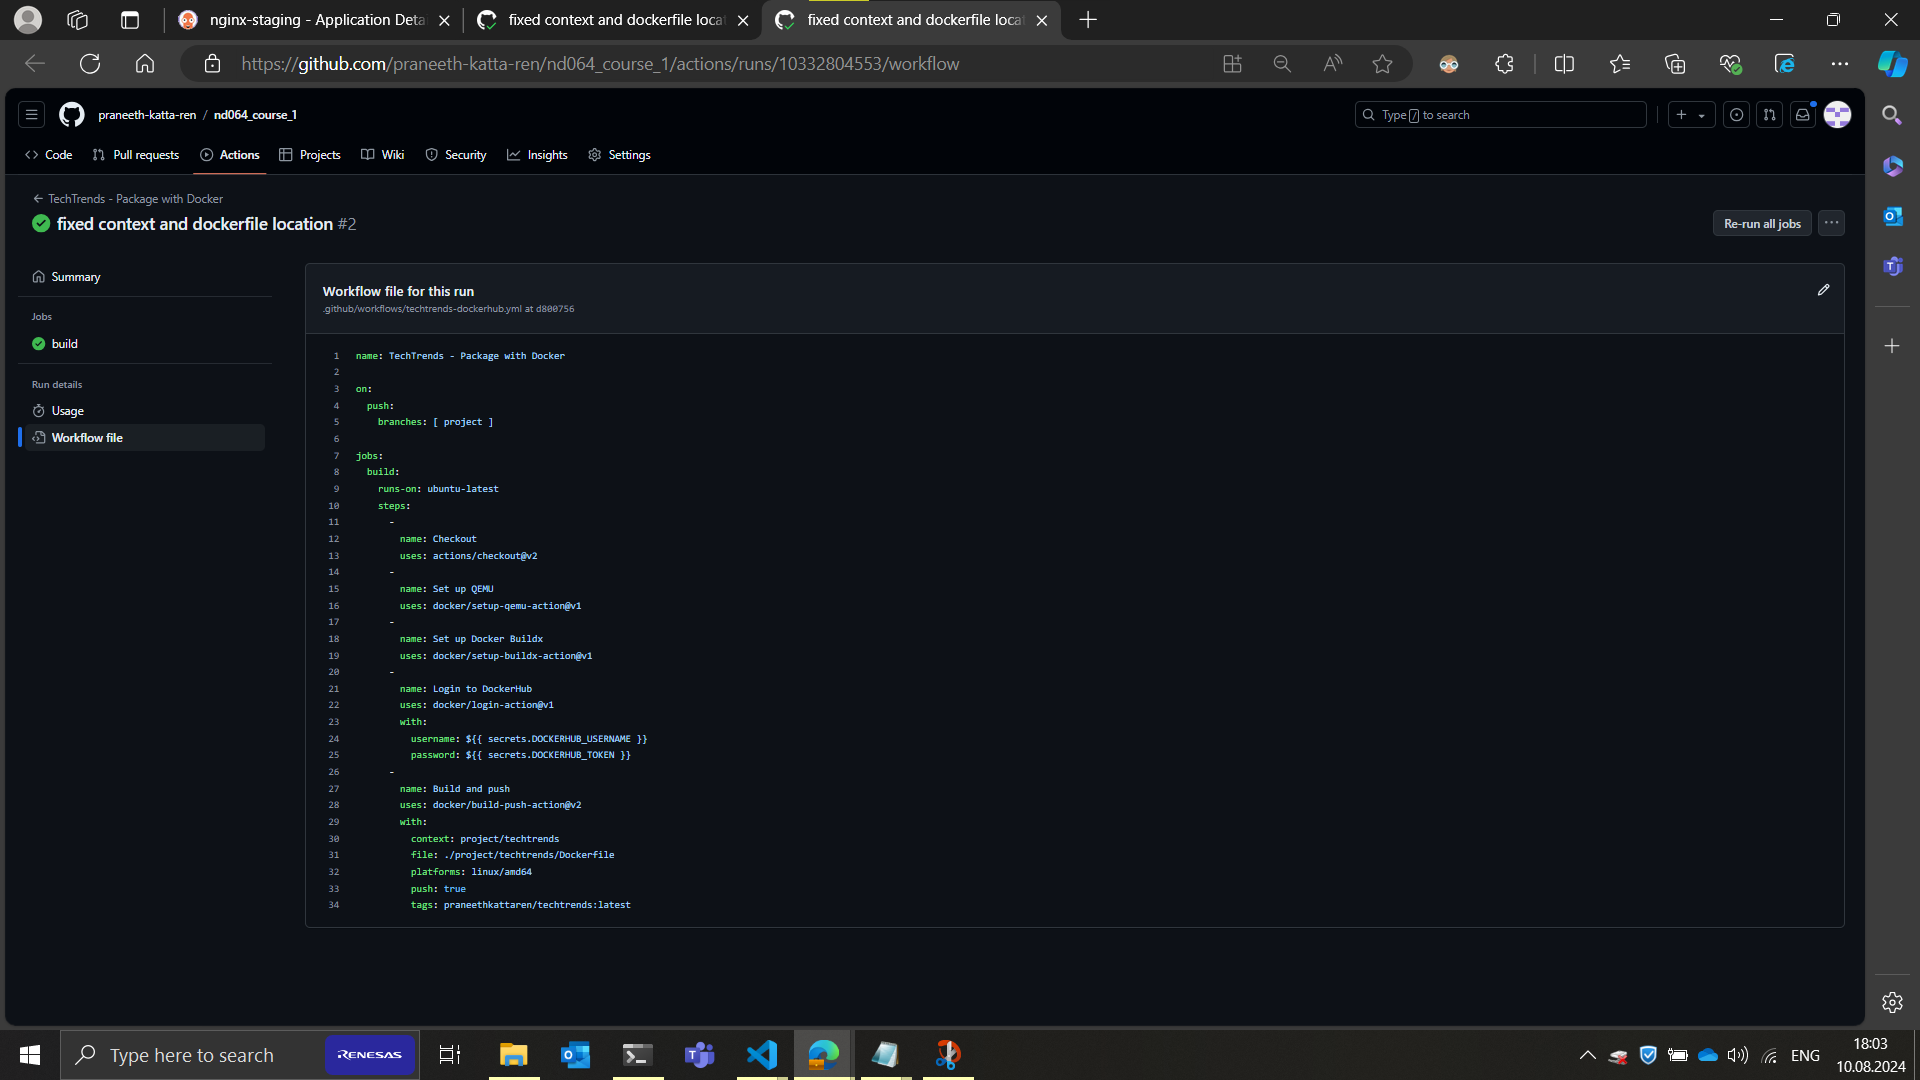 nginx-staging - Application Deta
fixed context and dockerfile locat
fixed context and dockerfile locat
https://github.com/praneeth-katta-ren/nd064_course_1/actions/runs/10332804553/workflow
praneeth-katta-ren / nd064_course_1
Type / to search
Code
Pull requests
Actions
Projects
Wiki
Security
Insights
Settings
TechTrends - Package with Docker
fixed context and dockerfile location #2
Re-run all jobs
Summary
Jobs
build
Run details
Usage
Workflow file
Workflow file for this run
.github/workflows/techtrends-dockerhub.yml at d800756
1 name: TechTrends - Package with Docker
2
3 on:
4 push:
5 branches: [ project ]
6
7 jobs:
8 build:
9 runs-on: ubuntu-latest
10 steps:
11 -
12 name: Checkout
13 uses: actions/checkout@v2
14 -
15 name: Set up QEMU
16 uses: docker/setup-qemu-action@v1
17 -
18 name: Set up Docker Buildx
19 uses: docker/setup-buildx-action@v1
20 -
21 name: Login to DockerHub
22 uses: docker/login-action@v1
23 with:
24 username: ${{ secrets.DOCKERHUB_USERNAME }}
25 password: ${{ secrets.DOCKERHUB_TOKEN }}
26 -
27 name: Build and push
28 uses: docker/build-push-action@v2
29 with:
30 context: project/techtrends
31 file: ./project/techtrends/Dockerfile
32 platforms: linux/amd64
33 push: true
34 tags: praneethkattaren/techtrends:latest
Type here to search
RENESAS
ENG
18:03
10.08.2024